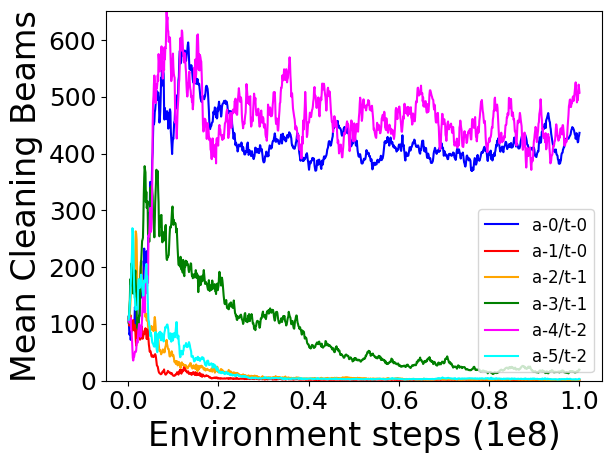 Mean Cleaning Beams
600
500
400
300
200
100
0
0.0 0.2 0.4 0.6 0.8 1.0
Environment steps (1e8)
a-0/t-0
a-1/t-0
a-2/t-1
a-3/t-1
a-4/t-2
a-5/t-2